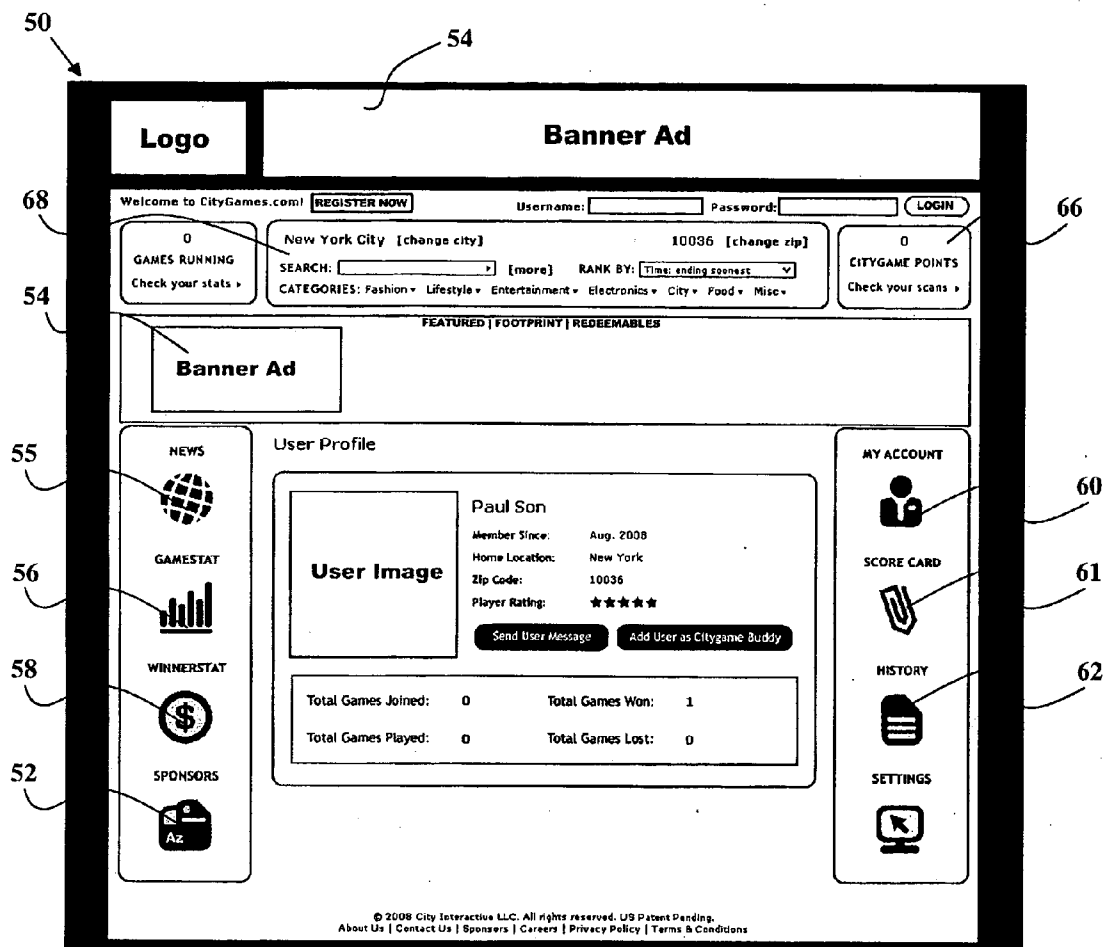 50
54
Logo
Banner Ad
68
66
Welcome to CityGames.com! REGISTER NOW Username: Password: LOGIN
0
GAMES RUNNING
Check your stats
New York City [change city] 10036 [change zip]
SEARCH: [more] RANK BY: Time: ending soonest
CATEGORIES: Fashion Lifestyle Entertainment Electronics City Food Misc
0
CITYGAME POINTS
Check your scans
54
FEATURED | FOOTPRINT | REDEEMABLES
Banner Ad
55
NEWS
56
GAMESTAT
58
WINNERSTAT
52
SPONSORS
Az
User Profile
User Image
Paul Son
Member Since: Aug. 2008
Home Location: New York
Zip Code: 10036
Player Rating: ★★★★★
Send User Message Add User as Citygame Buddy
Total Games Joined: 0 Total Games Won: 1
Total Games Played: 0 Total Games Lost: 0
MY ACCOUNT
60
SCORE CARD
61
HISTORY
62
SETTINGS
© 2008 City Interactive LLC. All rights reserved. US Patent Pending.
About Us | Contact Us | Sponsors | Careers | Privacy Policy | Terms & Conditions